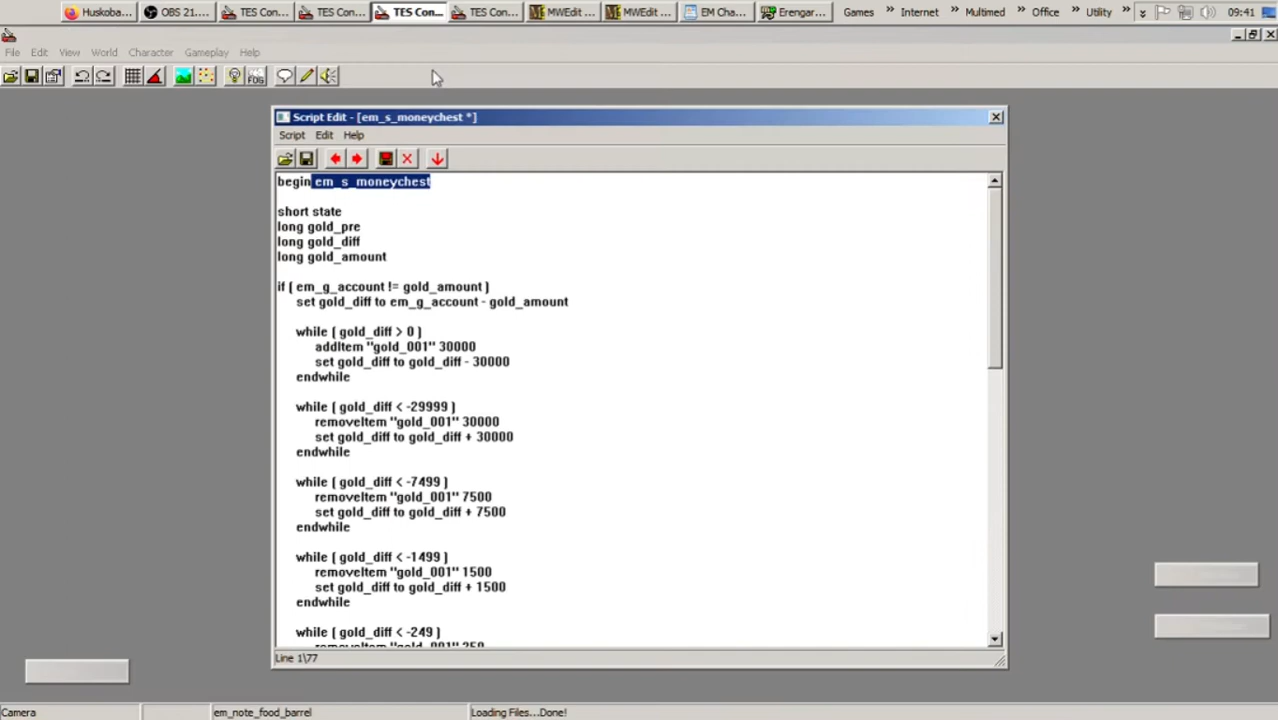 Huskoba... OBS 21.... TES Con... TES Con... TES Con... TES Con... MWEdit ... MWEdit ... EM Cha... Erengar... Games » Internet » Multimed » Office » Utility » 09:41
File Edit View World Character Gameplay Help
FOG
Script Edit - [em_s_moneychest *]
Script Edit Help
begin em_s_moneychest
short state
long gold_pre
long gold_diff
long gold_amount
if ( em_g_account != gold_amount )
set gold_diff to em_g_account - gold_amount
while ( gold_diff > 0 )
addItem "gold_001" 30000
set gold_diff to gold_diff - 30000
endwhile
while ( gold_diff < -29999 )
removeItem "gold_001" 30000
set gold_diff to gold_diff + 30000
endwhile
while ( gold_diff < -7499 )
removeItem "gold_001" 7500
set gold_diff to gold_diff + 7500
endwhile
while ( gold_diff < -1499 )
removeItem "gold_001" 1500
set gold_diff to gold_diff + 1500
endwhile
while ( gold_diff < -249 )
removeItem "gold_001" 250
Line 1\77
Camera em_note_food_barrel Loading Files...Done!